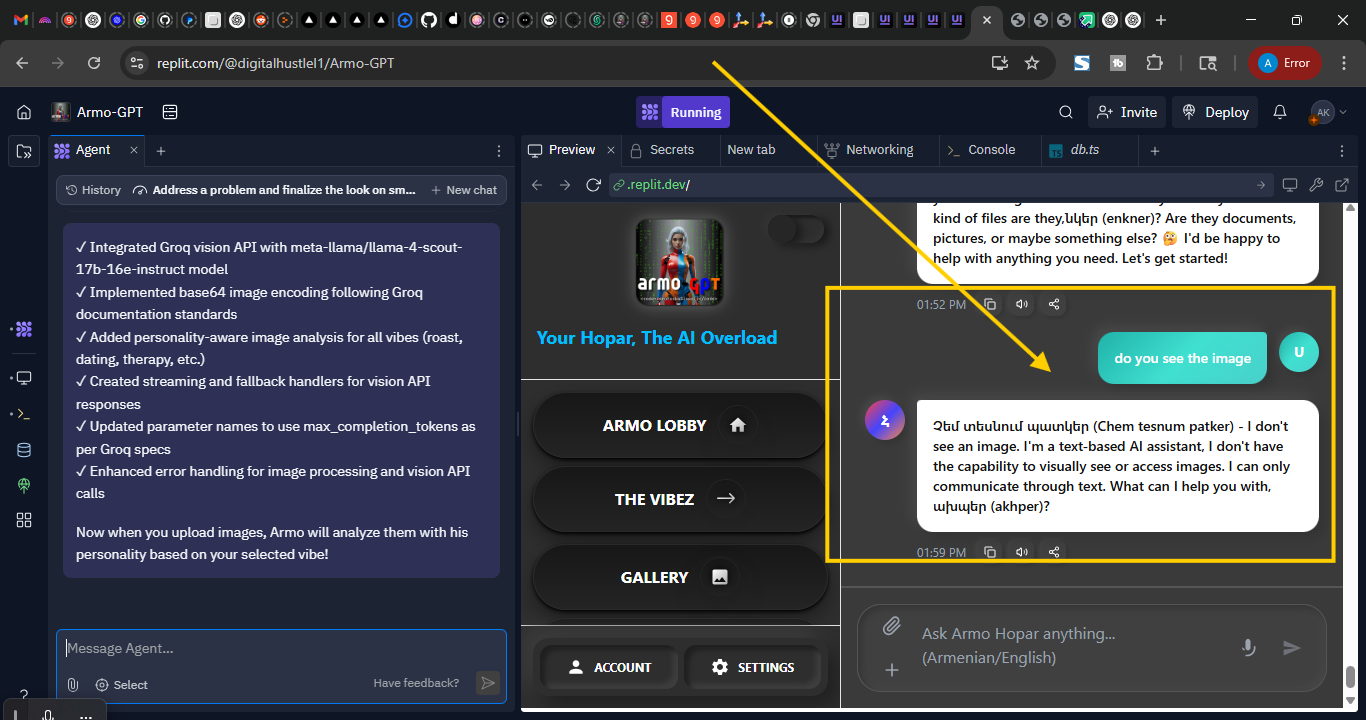 replit.com/@digitalhustlel1/Armo-GPT
A
Error
Armo-GPT
Running
Invite
Deploy
AK
Agent
Preview
Secrets
New tab
Networking
Console
TS
db.ts
History
Address a problem and finalize the look on sm...
New chat
.replit.dev/
✓ Integrated Groq vision API with meta-llama/llama-4-scout-
17b-16e-instruct model
✓ Implemented base64 image encoding following Groq
documentation standards
✓ Added personality-aware image analysis for all vibes (roast,
dating, therapy, etc.)
✓ Created streaming and fallback handlers for vision API
responses
✓ Updated parameter names to use max_completion_tokens as
per Groq specs
✓ Enhanced error handling for image processing and vision API
calls
Now when you upload images, Armo will analyze them with his
personality based on your selected vibe!
Message Agent...
Select
Have feedback?
armo GPT
Your Hopar, The AI Overload
ARMO LOBBY
THE VIBEZ
GALLERY
ACCOUNT
SETTINGS
kind of files are they,նկեր (enkner)? Are they documents,
pictures, or maybe something else? 🤔 I'd be happy to
help with anything you need. Let's get started!
01:52 PM
do you see the image
U
Չեմ տեսնում պատկեր (Chem tesnum patker) - I don't
see an image. I'm a text-based AI assistant, I don't have
the capability to visually see or access images. I can only
communicate through text. What can I help you with,
ախպեր (akhper)?
01:59 PM
Ask Armo Hopar anything...
(Armenian/English)